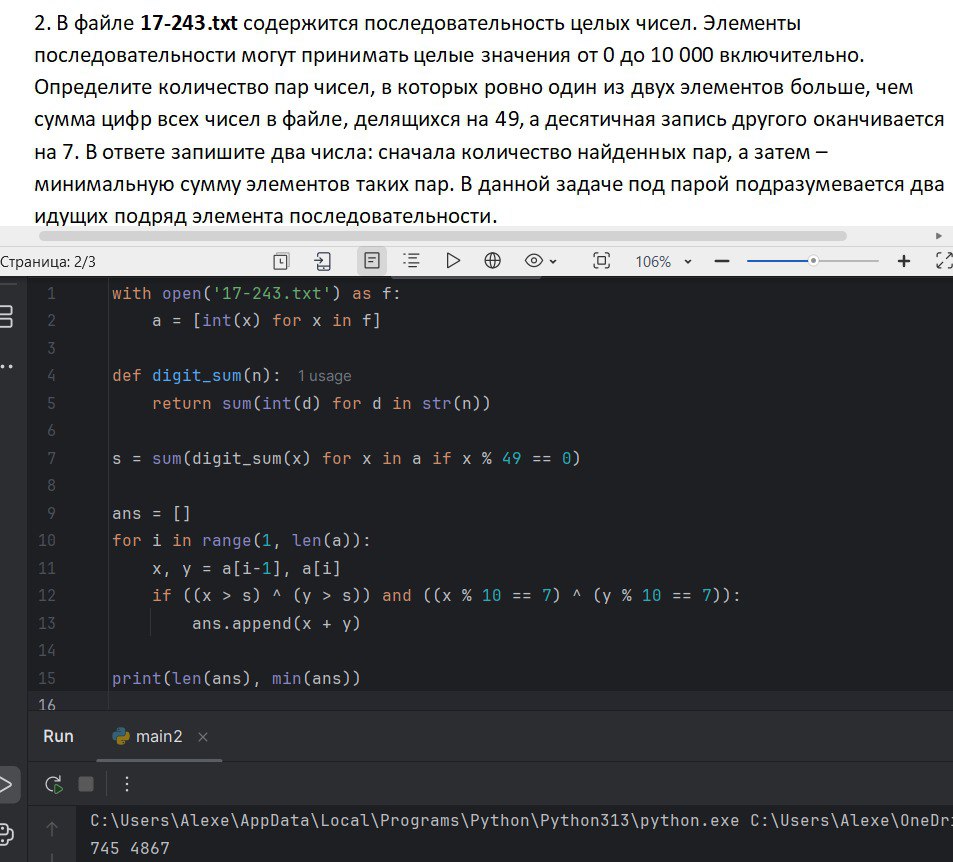 2. В файле 17-243.txt содержится последовательность целых чисел. Элементы
последовательности могут принимать целые значения от 0 до 10 000 включительно.
Определите количество пар чисел, в которых ровно один из двух элементов больше, чем
сумма цифр всех чисел в файле, делящихся на 49, а десятичная запись другого оканчивается
на 7. В ответе запишите два числа: сначала количество найденных пар, а затем –
минимальную сумму элементов таких пар. В данной задаче под парой подразумевается два
идущих подряд элемента последовательности.
Страница: 2/3
106%
1 with open('17-243.txt') as f:
2     a = [int(x) for x in f]
3
4 def digit_sum(n): 1 usage
5     return sum(int(d) for d in str(n))
6
7 s = sum(digit_sum(x) for x in a if x % 49 == 0)
8
9 ans = []
10 for i in range(1, len(a)):
11     x, y = a[i-1], a[i]
12     if ((x > s) ^ (y > s)) and ((x % 10 == 7) ^ (y % 10 == 7)):
13         ans.append(x + y)
14
15 print(len(ans), min(ans))
16
Run main2
C:\Users\Alexe\AppData\Local\Programs\Python\Python313\python.exe C:\Users\Alexe\OneDri
745 4867